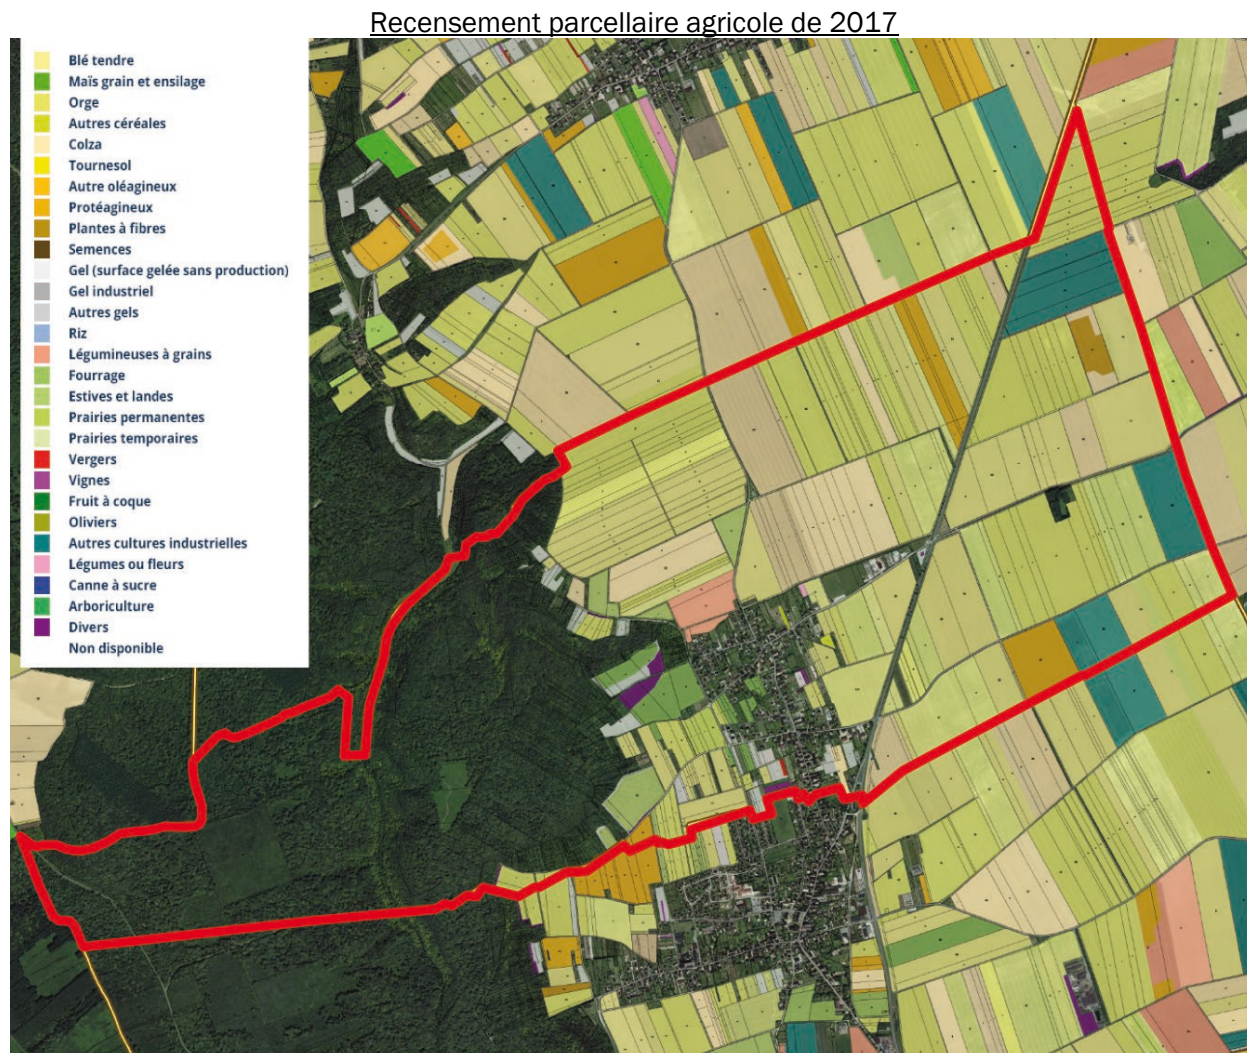 Recensement parcellaire agricole de 2017
Blé tendre
Maïs grain et ensilage
Orge
Autres céréales
Colza
Tournesol
Autre oléagineux
Protéagineux
Plantes à fibres
Semences
Gel (surface gelée sans production)
Gel industriel
Autres gels
Riz
Légumineuses à grains
Fourrage
Estives et landes
Prairies permanentes
Prairies temporaires
Vergers
Vignes
Fruit à coque
Oliviers
Autres cultures industrielles
Légumes ou fleurs
Canne à sucre
Arboriculture
Divers
Non disponible